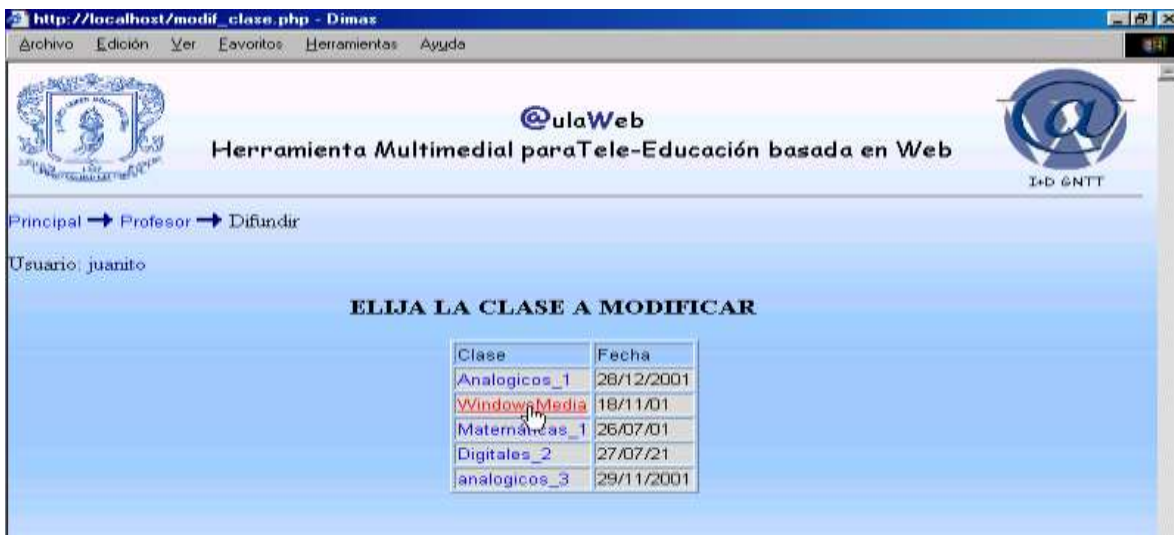 http://localhost/modif_clase.php - Dimas
Archivo Edición Ver Favoritos Herramientas Ayuda
@ulaWeb
Herramienta Multimedial paraTele-Educación basada en Web
I+D GNTT
Principal Profesor Difundir
Usuario: juanito
ELIJA LA CLASE A MODIFICAR
Clase Fecha
Analogicos_1 28/12/2001
WindowsMedia 18/11/01
Matemáticas_1 26/07/01
Digitales_2 27/07/21
analogicos_3 29/11/2001